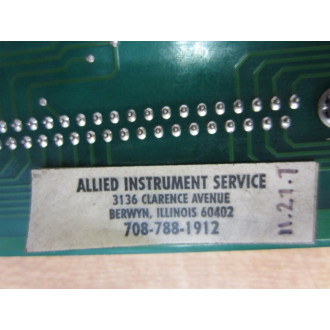 ALLIED INSTRUMENT SERVICE
3136 CLARENCE AVENUE
BERWYN, ILLINOIS 60402
708-788-1912